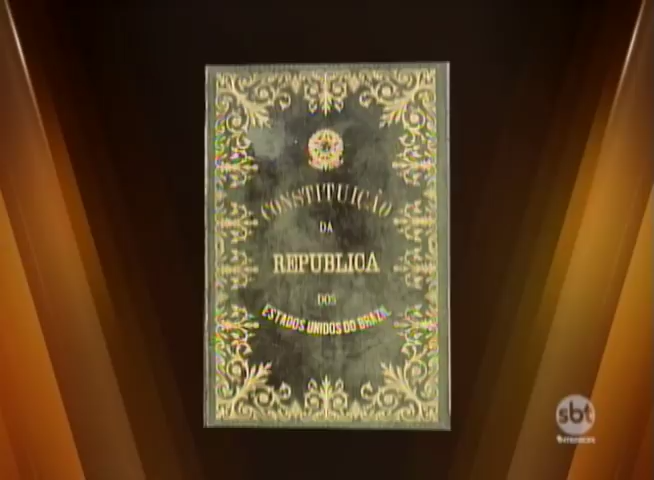 CONSTITUIÇÃO
DA
REPUBLICA
DOS
ESTADOS UNIDOS DO BRAZIL
sbt